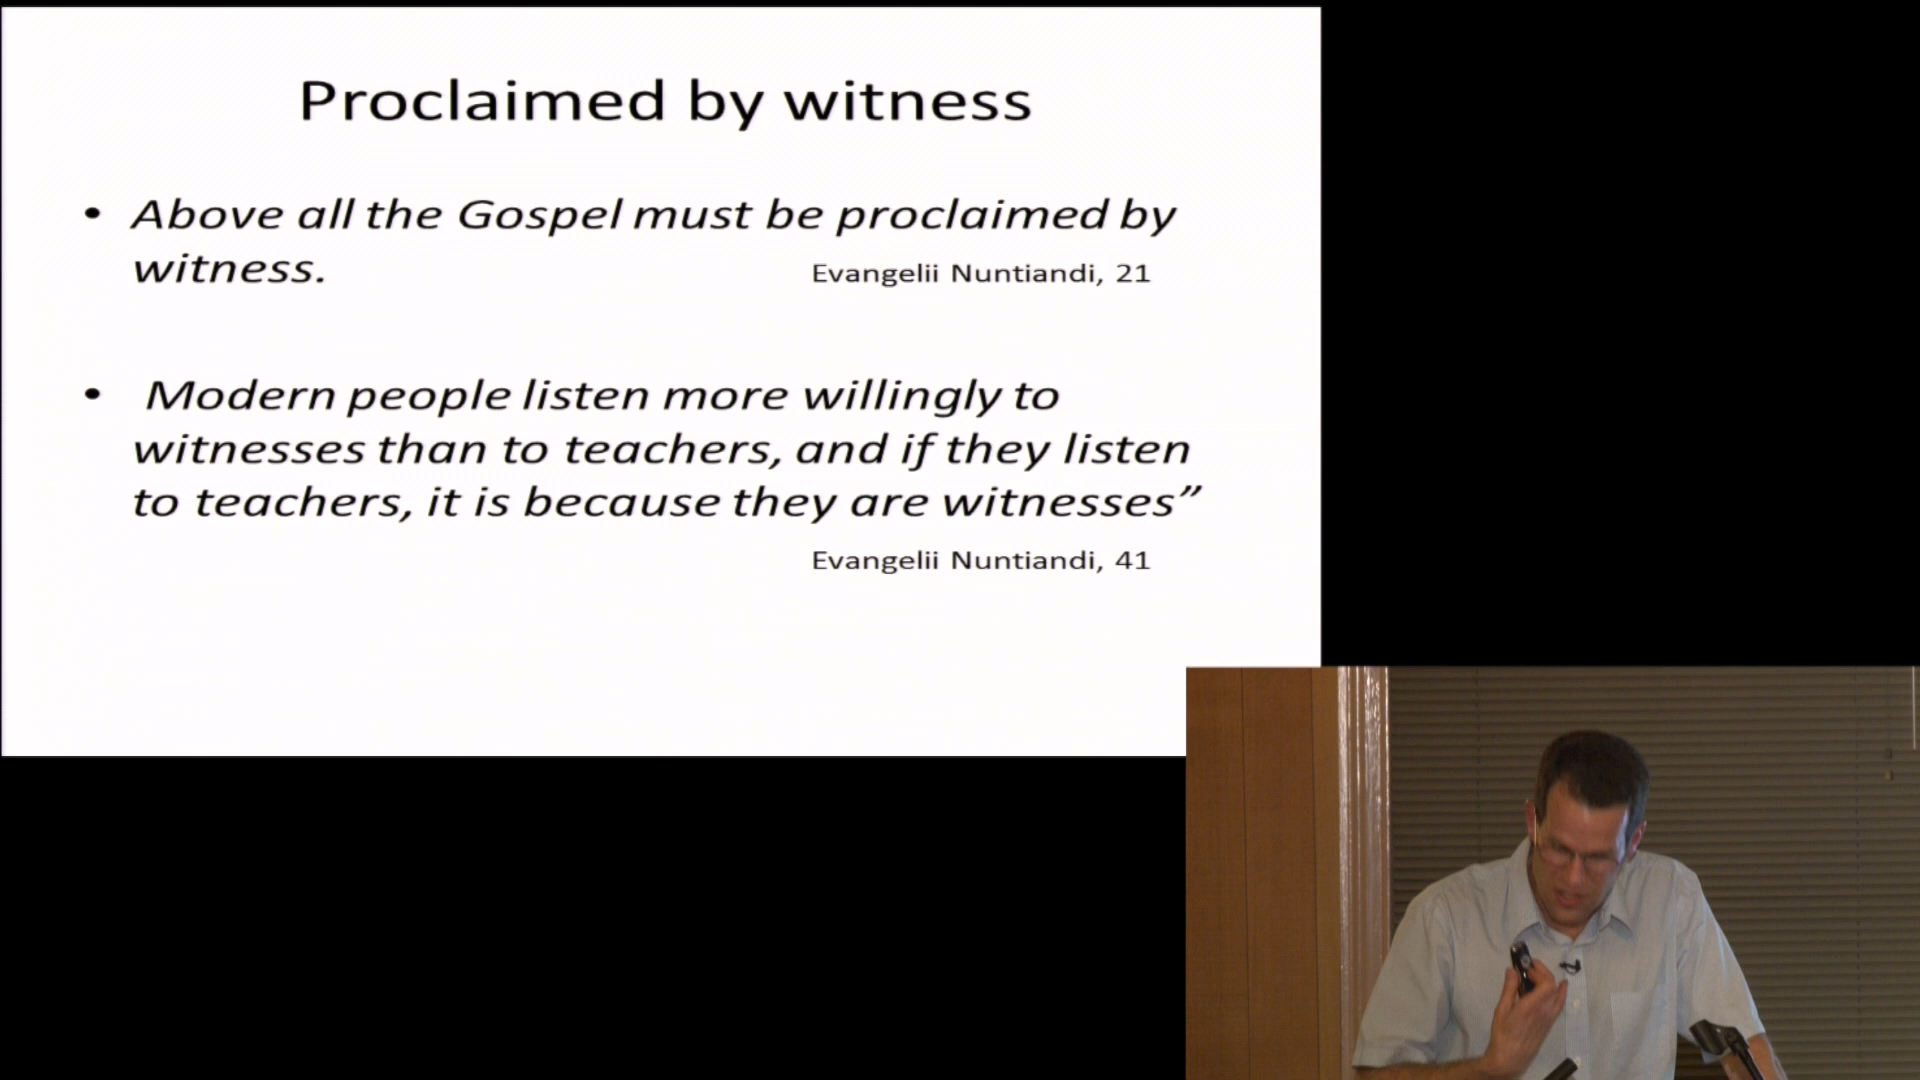 Proclaimed by witness
• Above all the Gospel must be proclaimed by
witness. Evangelii Nuntiandi, 21
• Modern people listen more willingly to
witnesses than to teachers, and if they listen
to teachers, it is because they are witnesses”
Evangelii Nuntiandi, 41